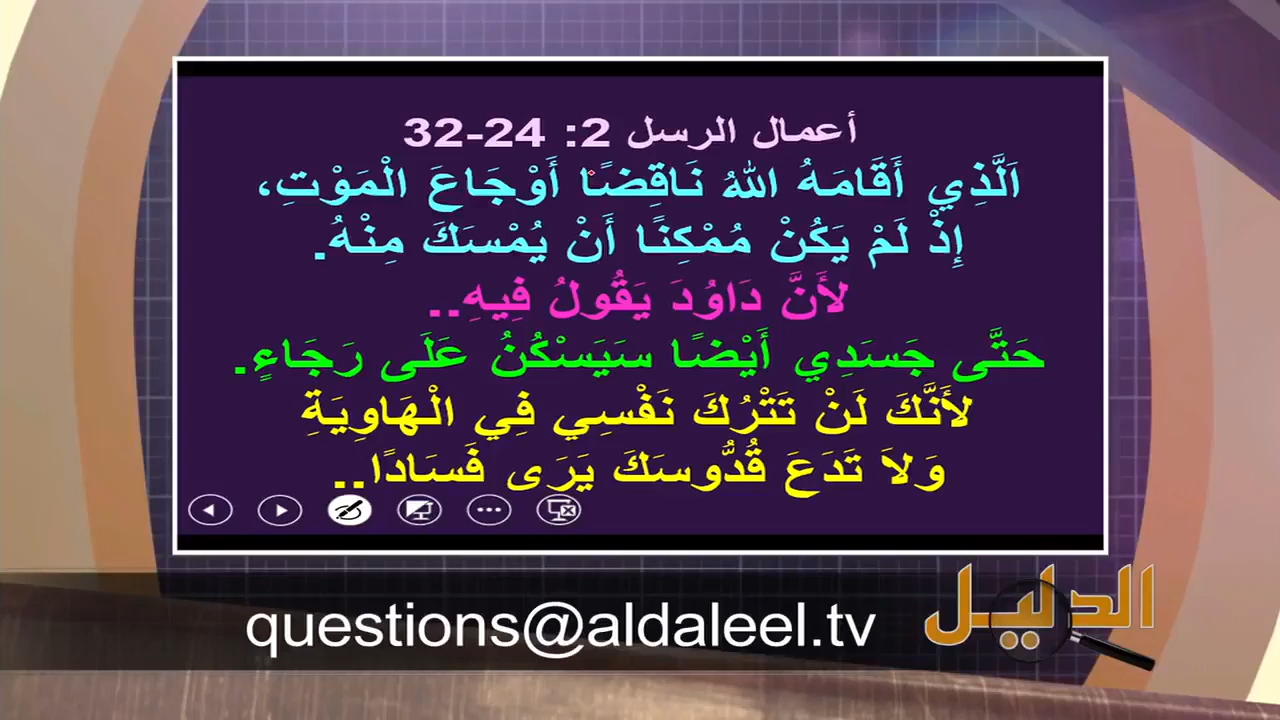 أعمال الرسل 2: 24-32
اَلَّذِي أَقَامَهُ اللهُ نَاقِضًا أَوْجَاعَ الْمَوْتِ،
إِذْ لَمْ يَكُنْ مُمْكِنًا أَنْ يُمْسَكَ مِنْهُ.
لأَنَّ دَاوُدَ يَقُولُ فِيهِ..
حَتَّى جَسَدِي أَيْضًا سَيَسْكُنُ عَلَى رَجَاءٍ.
لأَنَّكَ لَنْ تَتْرُكَ نَفْسِي فِي الْهَاوِيَةِ
وَلاَ تَدَعَ قُدُّوسَكَ يَرَى فَسَادًا..
الدليل
questions@aldaleel.tv